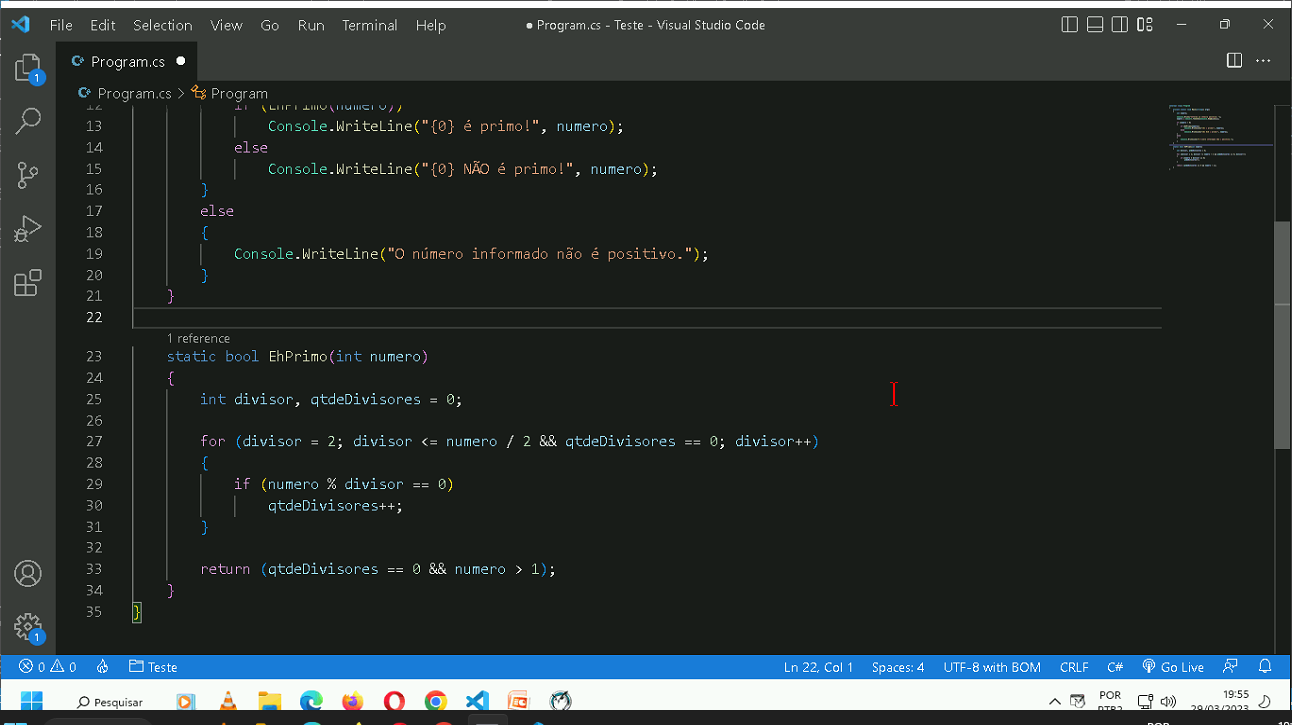 File Edit Selection View Go Run Terminal Help ● Program.cs - Teste - Visual Studio Code
Program.cs ●
Program.cs > Program
12 if (EhPrimo(numero))
13 Console.WriteLine("{0} é primo!", numero);
14 else
15 Console.WriteLine("{0} NÃO é primo!", numero);
16 }
17 else
18 {
19 Console.WriteLine("O número informado não é positivo.");
20 }
21 }
22
1 reference
23 static bool EhPrimo(int numero)
24 {
25 int divisor, qtdeDivisores = 0;
26
27 for (divisor = 2; divisor <= numero / 2 && qtdeDivisores == 0; divisor++)
28 {
29 if (numero % divisor == 0)
30 qtdeDivisores++;
31 }
32
33 return (qtdeDivisores == 0 && numero > 1);
34 }
35 }
1
1
0 0 Teste Ln 22, Col 1 Spaces: 4 UTF-8 with BOM CRLF C# Go Live
Pesquisar POR 19:55
PTB2 29/03/2023